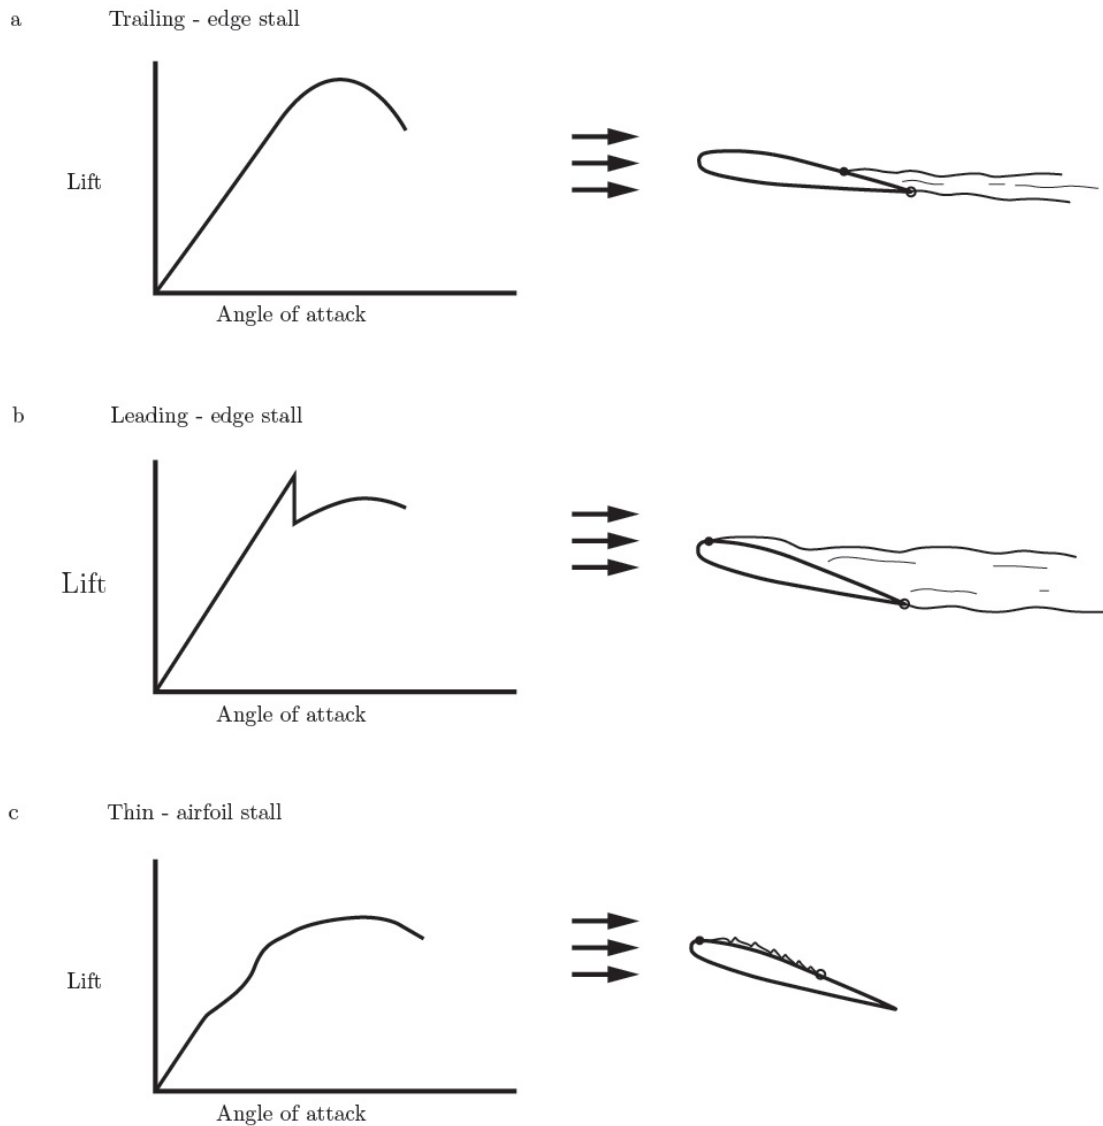 a Trailing - edge stall
Lift
Angle of attack
b Leading - edge stall
Lift
Angle of attack
c Thin - airfoil stall
Lift
Angle of attack